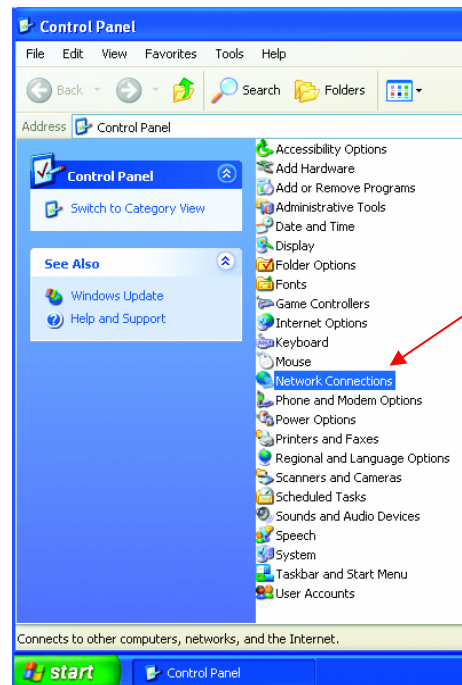 Control Panel
File Edit View Favorites Tools Help
Back Search Folders
Address Control Panel
Control Panel
Switch to Category View
See Also
Windows Update
Help and Support
Accessibility Options
Add Hardware
Add or Remove Programs
Administrative Tools
Date and Time
Display
Folder Options
Fonts
Game Controllers
Internet Options
Keyboard
Mouse
Network Connections
Phone and Modem Options
Power Options
Printers and Faxes
Regional and Language Options
Scanners and Cameras
Scheduled Tasks
Sounds and Audio Devices
Speech
System
Taskbar and Start Menu
User Accounts
Connects to other computers, networks, and the Internet.
start Control Panel